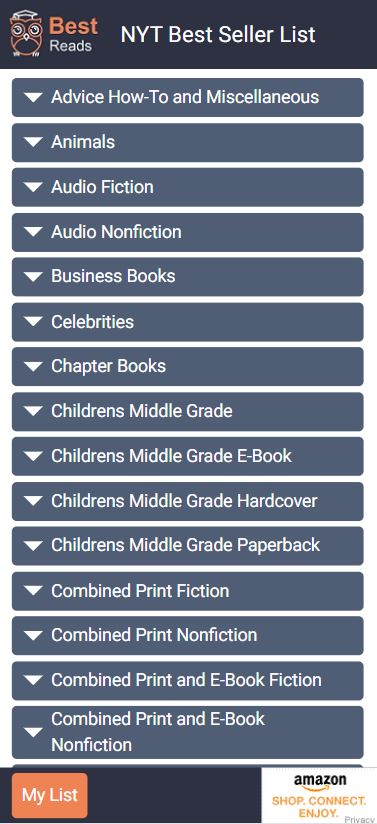 Best
Reads
NYT Best Seller List
Advice How-To and Miscellaneous
Animals
Audio Fiction
Audio Nonfiction
Business Books
Celebrities
Chapter Books
Childrens Middle Grade
Childrens Middle Grade E-Book
Childrens Middle Grade Hardcover
Childrens Middle Grade Paperback
Combined Print Fiction
Combined Print Nonfiction
Combined Print and E-Book Fiction
Combined Print and E-Book
Nonfiction
My List
amazon
SHOP. CONNECT.
ENJOY.
Privacy